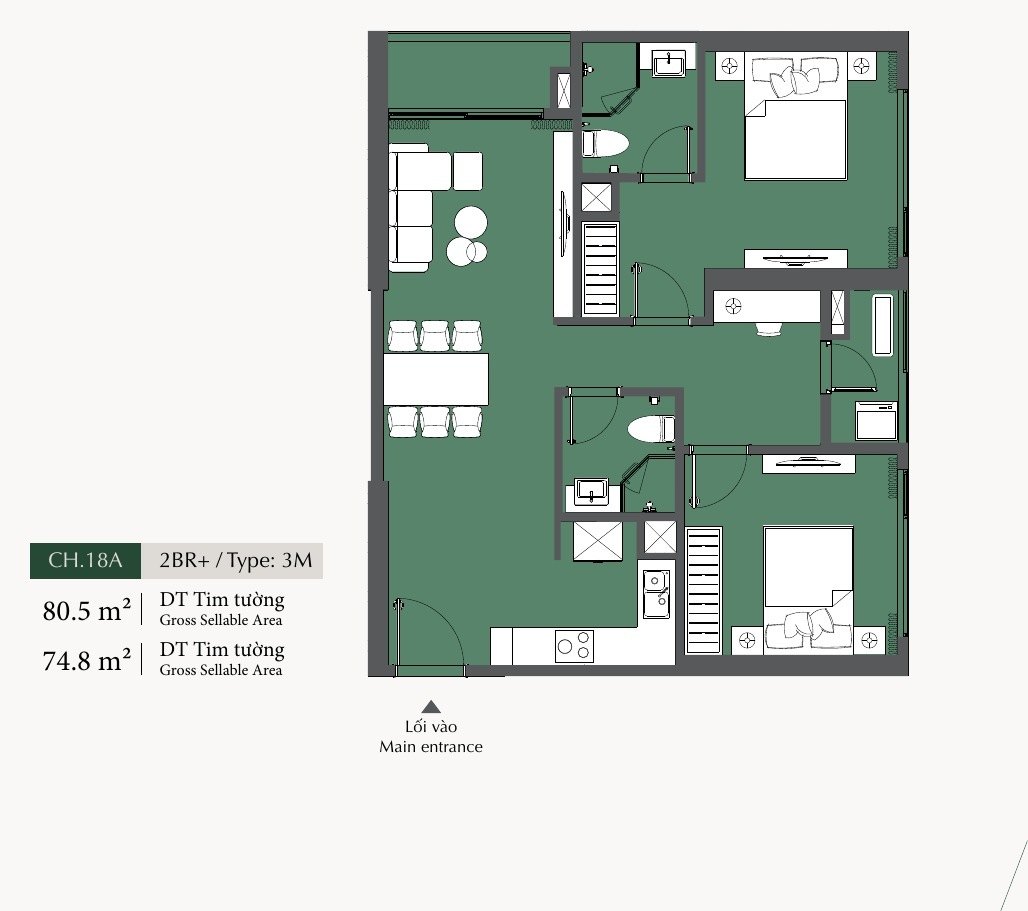 CH.18A 2BR+ / Type: 3M
80.5 m² DT Tim tường
Gross Sellable Area
74.8 m² DT Tim tường
Gross Sellable Area
Lối vào
Main entrance